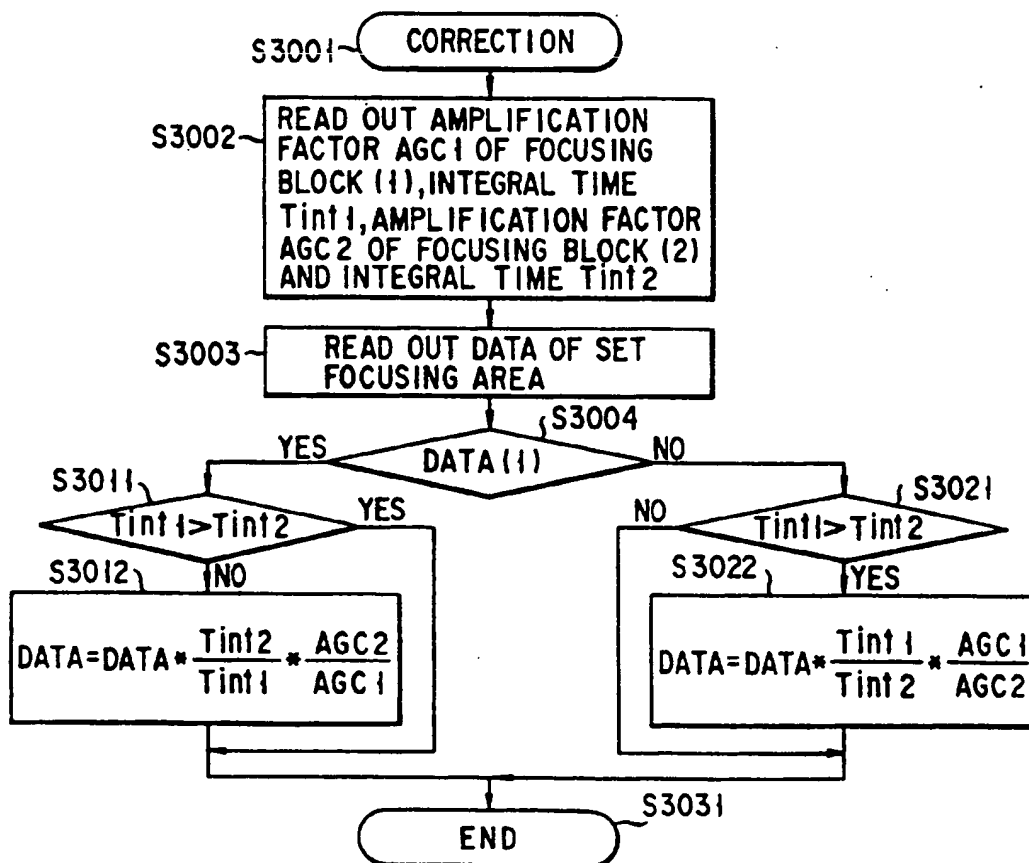 S3001
CORRECTION
S3002
READ OUT AMPLIFICATION
FACTOR AGC1 OF FOCUSING
BLOCK (1), INTEGRAL TIME
Tint1, AMPLIFICATION FACTOR
AGC2 OF FOCUSING BLOCK (2)
AND INTEGRAL TIME Tint2
S3003
READ OUT DATA OF SET
FOCUSING AREA
S3004
YES
DATA(1)
NO
S3011
Tint1>Tint2
YES
NO
S3021
Tint1>Tint2
NO
YES
S3012
DATA=DATA*Tint2/Tint1*AGC2/AGC1
S3022
DATA=DATA*Tint1/Tint2*AGC1/AGC2
S3031
END